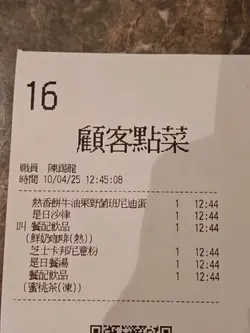 16
顧客點菜
職員 陳國龍
時間 10/04/25 12:45:08
熱香餅牛油果野菌班尼迪蛋 1 12:44
是日沙律 1 12:44
叫 餐配飲品 1 12:44
(鮮奶咖啡(熱))
芝士卡邦尼意粉 1 12:44
是日餐湯 1 12:44
餐配飲品 1 12:44
(蜜桃茶(凍))